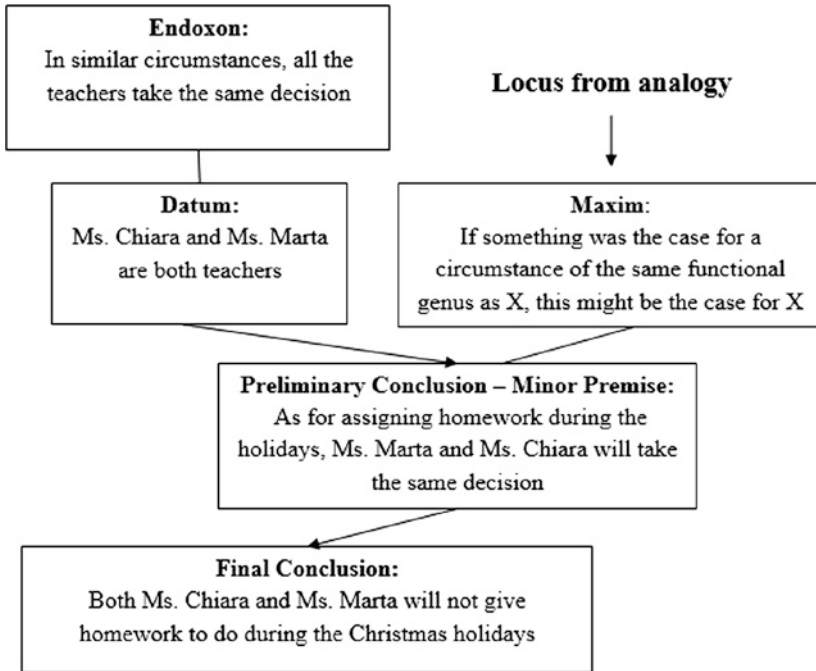 Endoxon:
In similar circumstances, all the
teachers take the same decision
Locus from analogy
Datum:
Ms. Chiara and Ms. Marta
are both teachers
Maxim:
If something was the case for a
circumstance of the same functional
genus as X, this might be the case for X
Preliminary Conclusion – Minor Premise:
As for assigning homework during the
holidays, Ms. Marta and Ms. Chiara will take
the same decision
Final Conclusion:
Both Ms. Chiara and Ms. Marta will not give
homework to do during the Christmas holidays